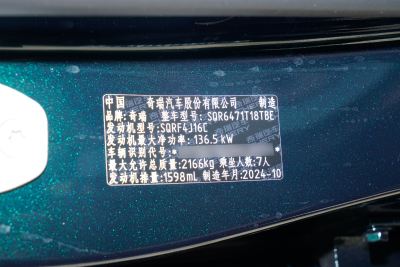 中国 奇瑞汽车股份有限公司 制造
品牌：奇瑞 整车型号：SQR6471T18TBE
发动机型号：SQRF4J16C
发动机最大净功率：136.5 kW
车辆识别代号：*
最大允许总质量：2166kg 乘坐人数：7人
发动机排量：1598mL 制造年月：2024-10